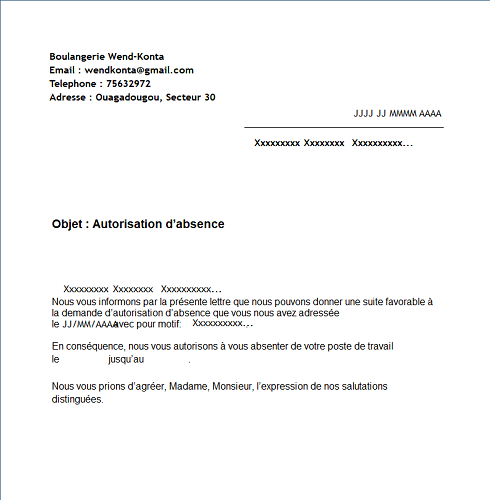 Boulangerie Wend-Konta
Email : wendkonta@gmail.com
Telephone : 75632972
Adresse : Ouagadougou, Secteur 30
JJJJ JJ MMMM AAAA
Xxxxxxxxx Xxxxxxxx Xxxxxxxxxx...
Objet : Autorisation d'absence
Xxxxxxxxx Xxxxxxxx Xxxxxxxxxx...
Nous vous informons par la présente lettre que nous pouvons donner une suite favorable à
la demande d'autorisation d'absence que vous nous avez adressée
le JJ/MM/AAAA avec pour motif: Xxxxxxxxxx...
En conséquence, nous vous autorisons à vous absenter de votre poste de travail
le jusqu'au .
Nous vous prions d'agréer, Madame, Monsieur, l'expression de nos salutations
distinguées.